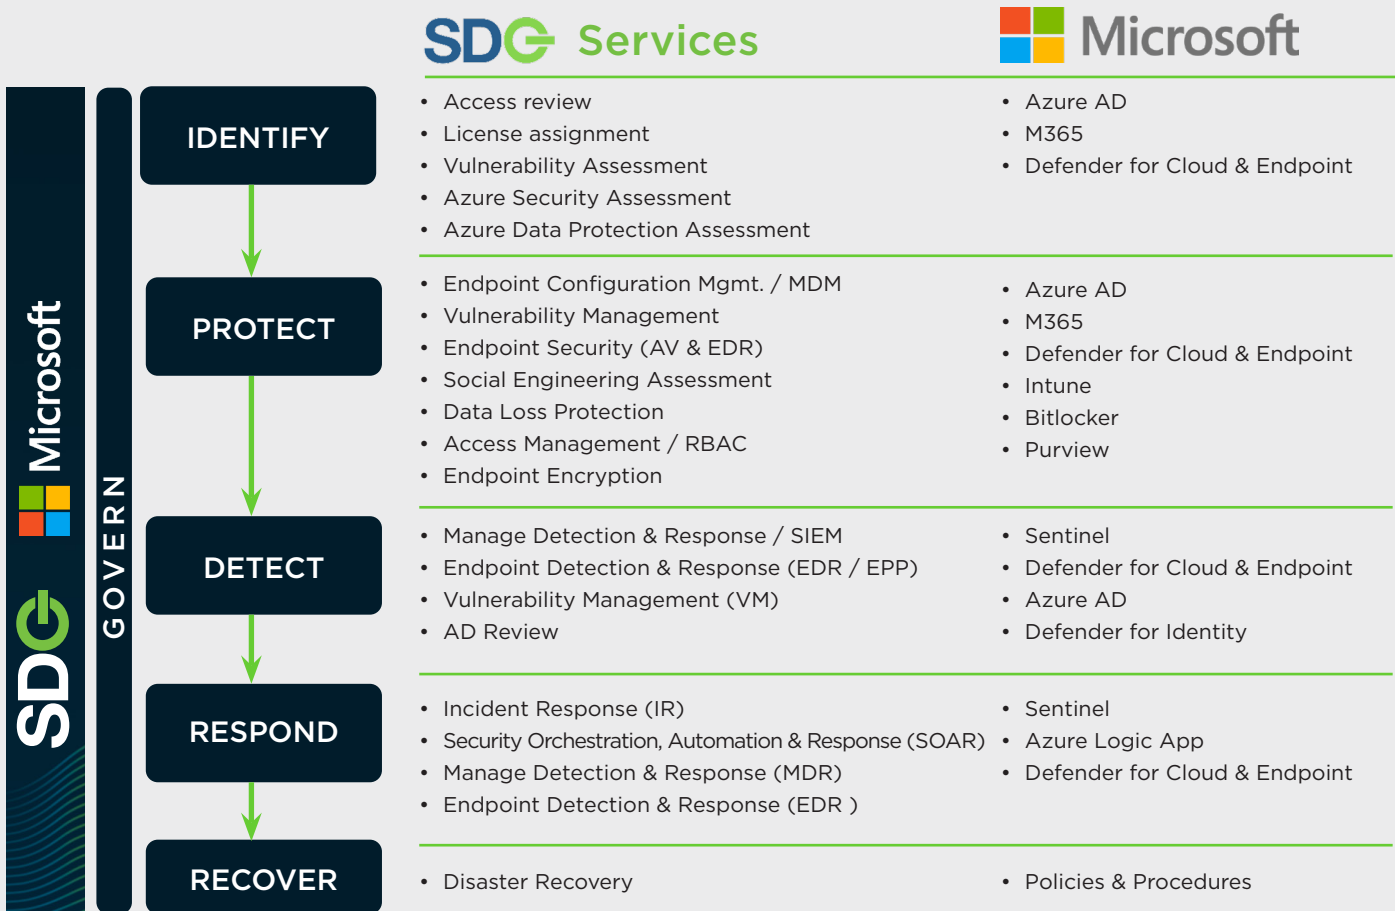 SDG Services
Microsoft
IDENTIFY
• Access review
• License assignment
• Vulnerability Assessment
• Azure Security Assessment
• Azure Data Protection Assessment
• Azure AD
• M365
• Defender for Cloud & Endpoint
PROTECT
• Endpoint Configuration Mgmt. / MDM
• Vulnerability Management
• Endpoint Security (AV & EDR)
• Social Engineering Assessment
• Data Loss Protection
• Access Management / RBAC
• Endpoint Encryption
• Azure AD
• M365
• Defender for Cloud & Endpoint
• Intune
• Bitlocker
• Purview
DETECT
• Manage Detection & Response / SIEM
• Endpoint Detection & Response (EDR / EPP)
• Vulnerability Management (VM)
• AD Review
• Sentinel
• Defender for Cloud & Endpoint
• Azure AD
• Defender for Identity
RESPOND
• Incident Response (IR)
• Security Orchestration, Automation & Response (SOAR)
• Manage Detection & Response (MDR)
• Endpoint Detection & Response (EDR )
• Sentinel
• Azure Logic App
• Defender for Cloud & Endpoint
RECOVER
• Disaster Recovery
• Policies & Procedures
SDG Microsoft
GOVERN